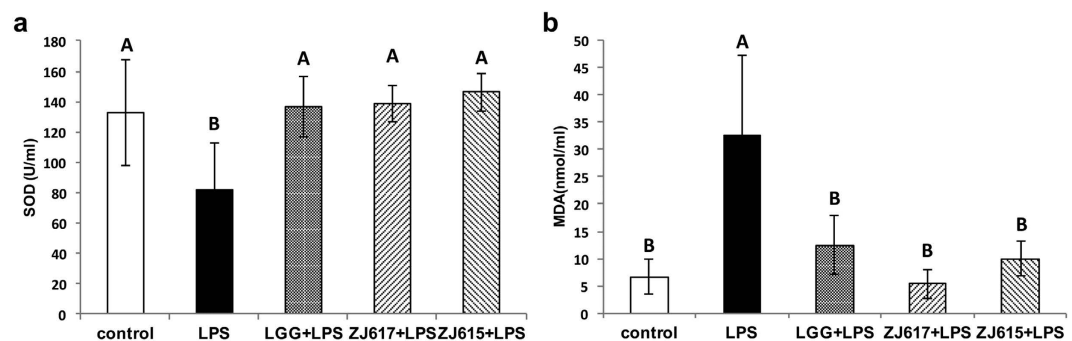 a
SOD (U/ml)
180
160
140
120
100
80
60
40
20
0
A
B
A
A
A
control LPS LGG+LPS ZJ617+LPS ZJ615+LPS
b
MDA(nmol/ml)
50
45
40
35
30
25
20
15
10
5
0
B
A
B
B
B
control LPS LGG+LPS ZJ617+LPS ZJ615+LPS